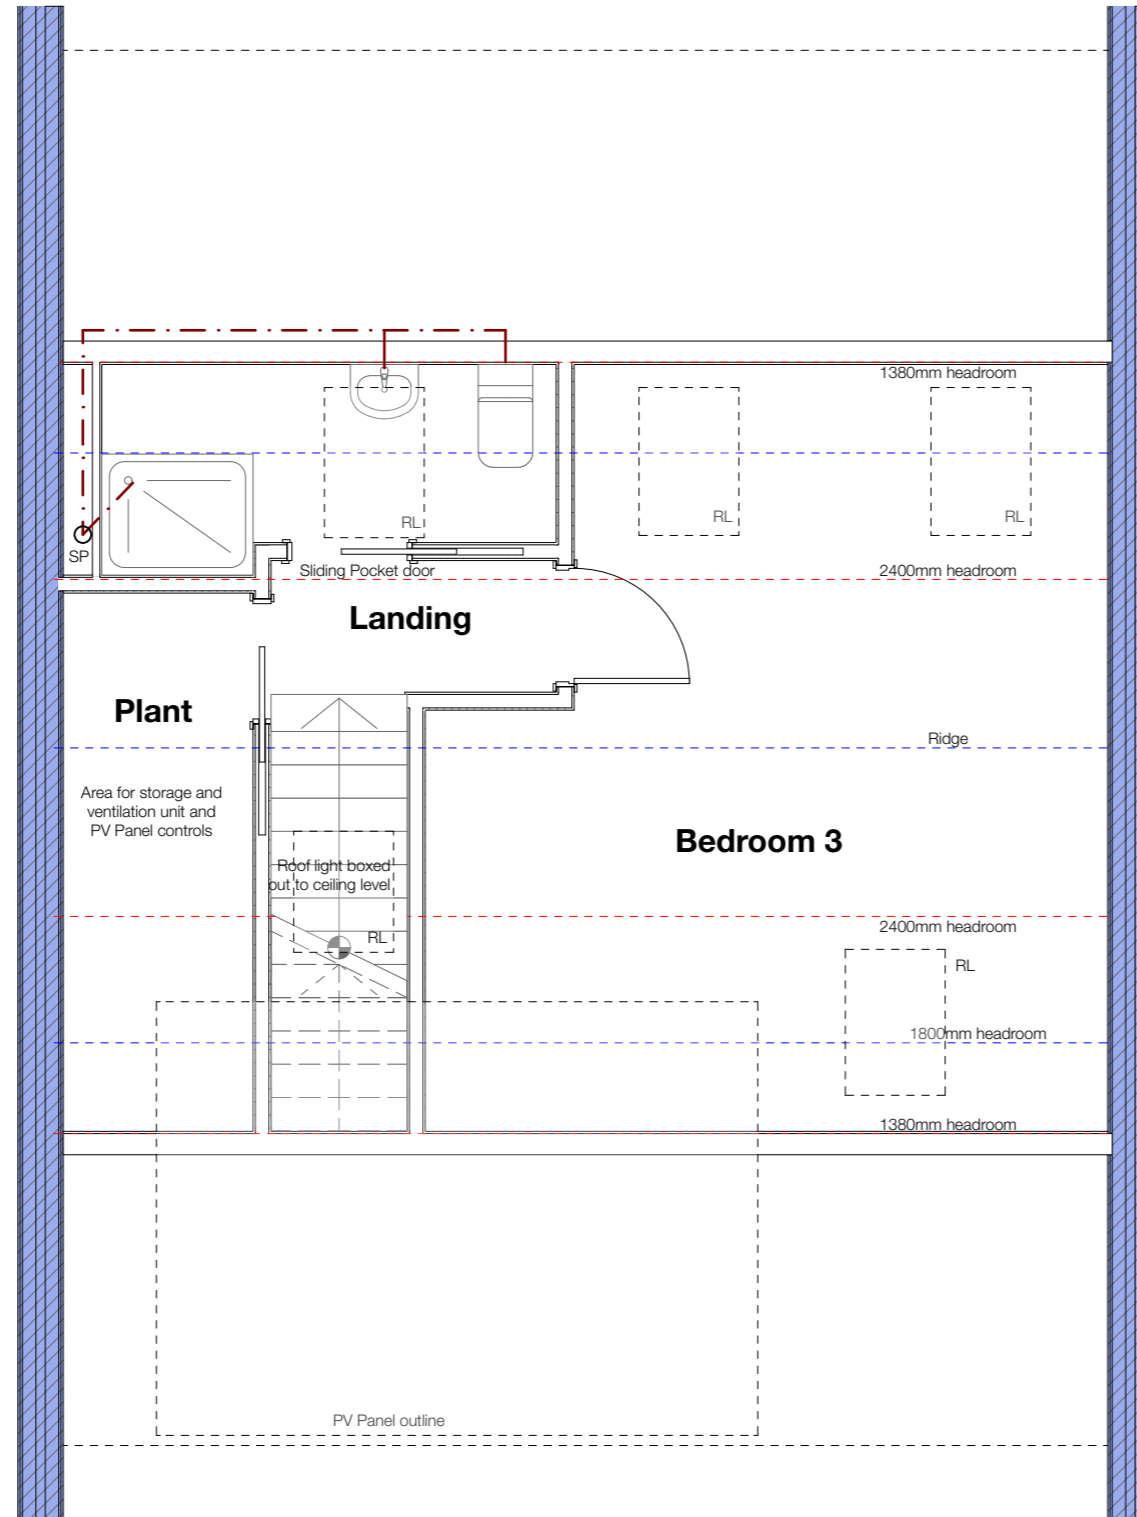 1380mm headroom
RL
RL
RL
SP
Sliding Pocket door
2400mm headroom
Landing
Plant
Ridge
Area for storage and
ventilation unit and
PV Panel controls
Bedroom 3
Roof light boxed
out to ceiling level
RL
2400mm headroom
RL
1800mm headroom
1380mm headroom
PV Panel outline